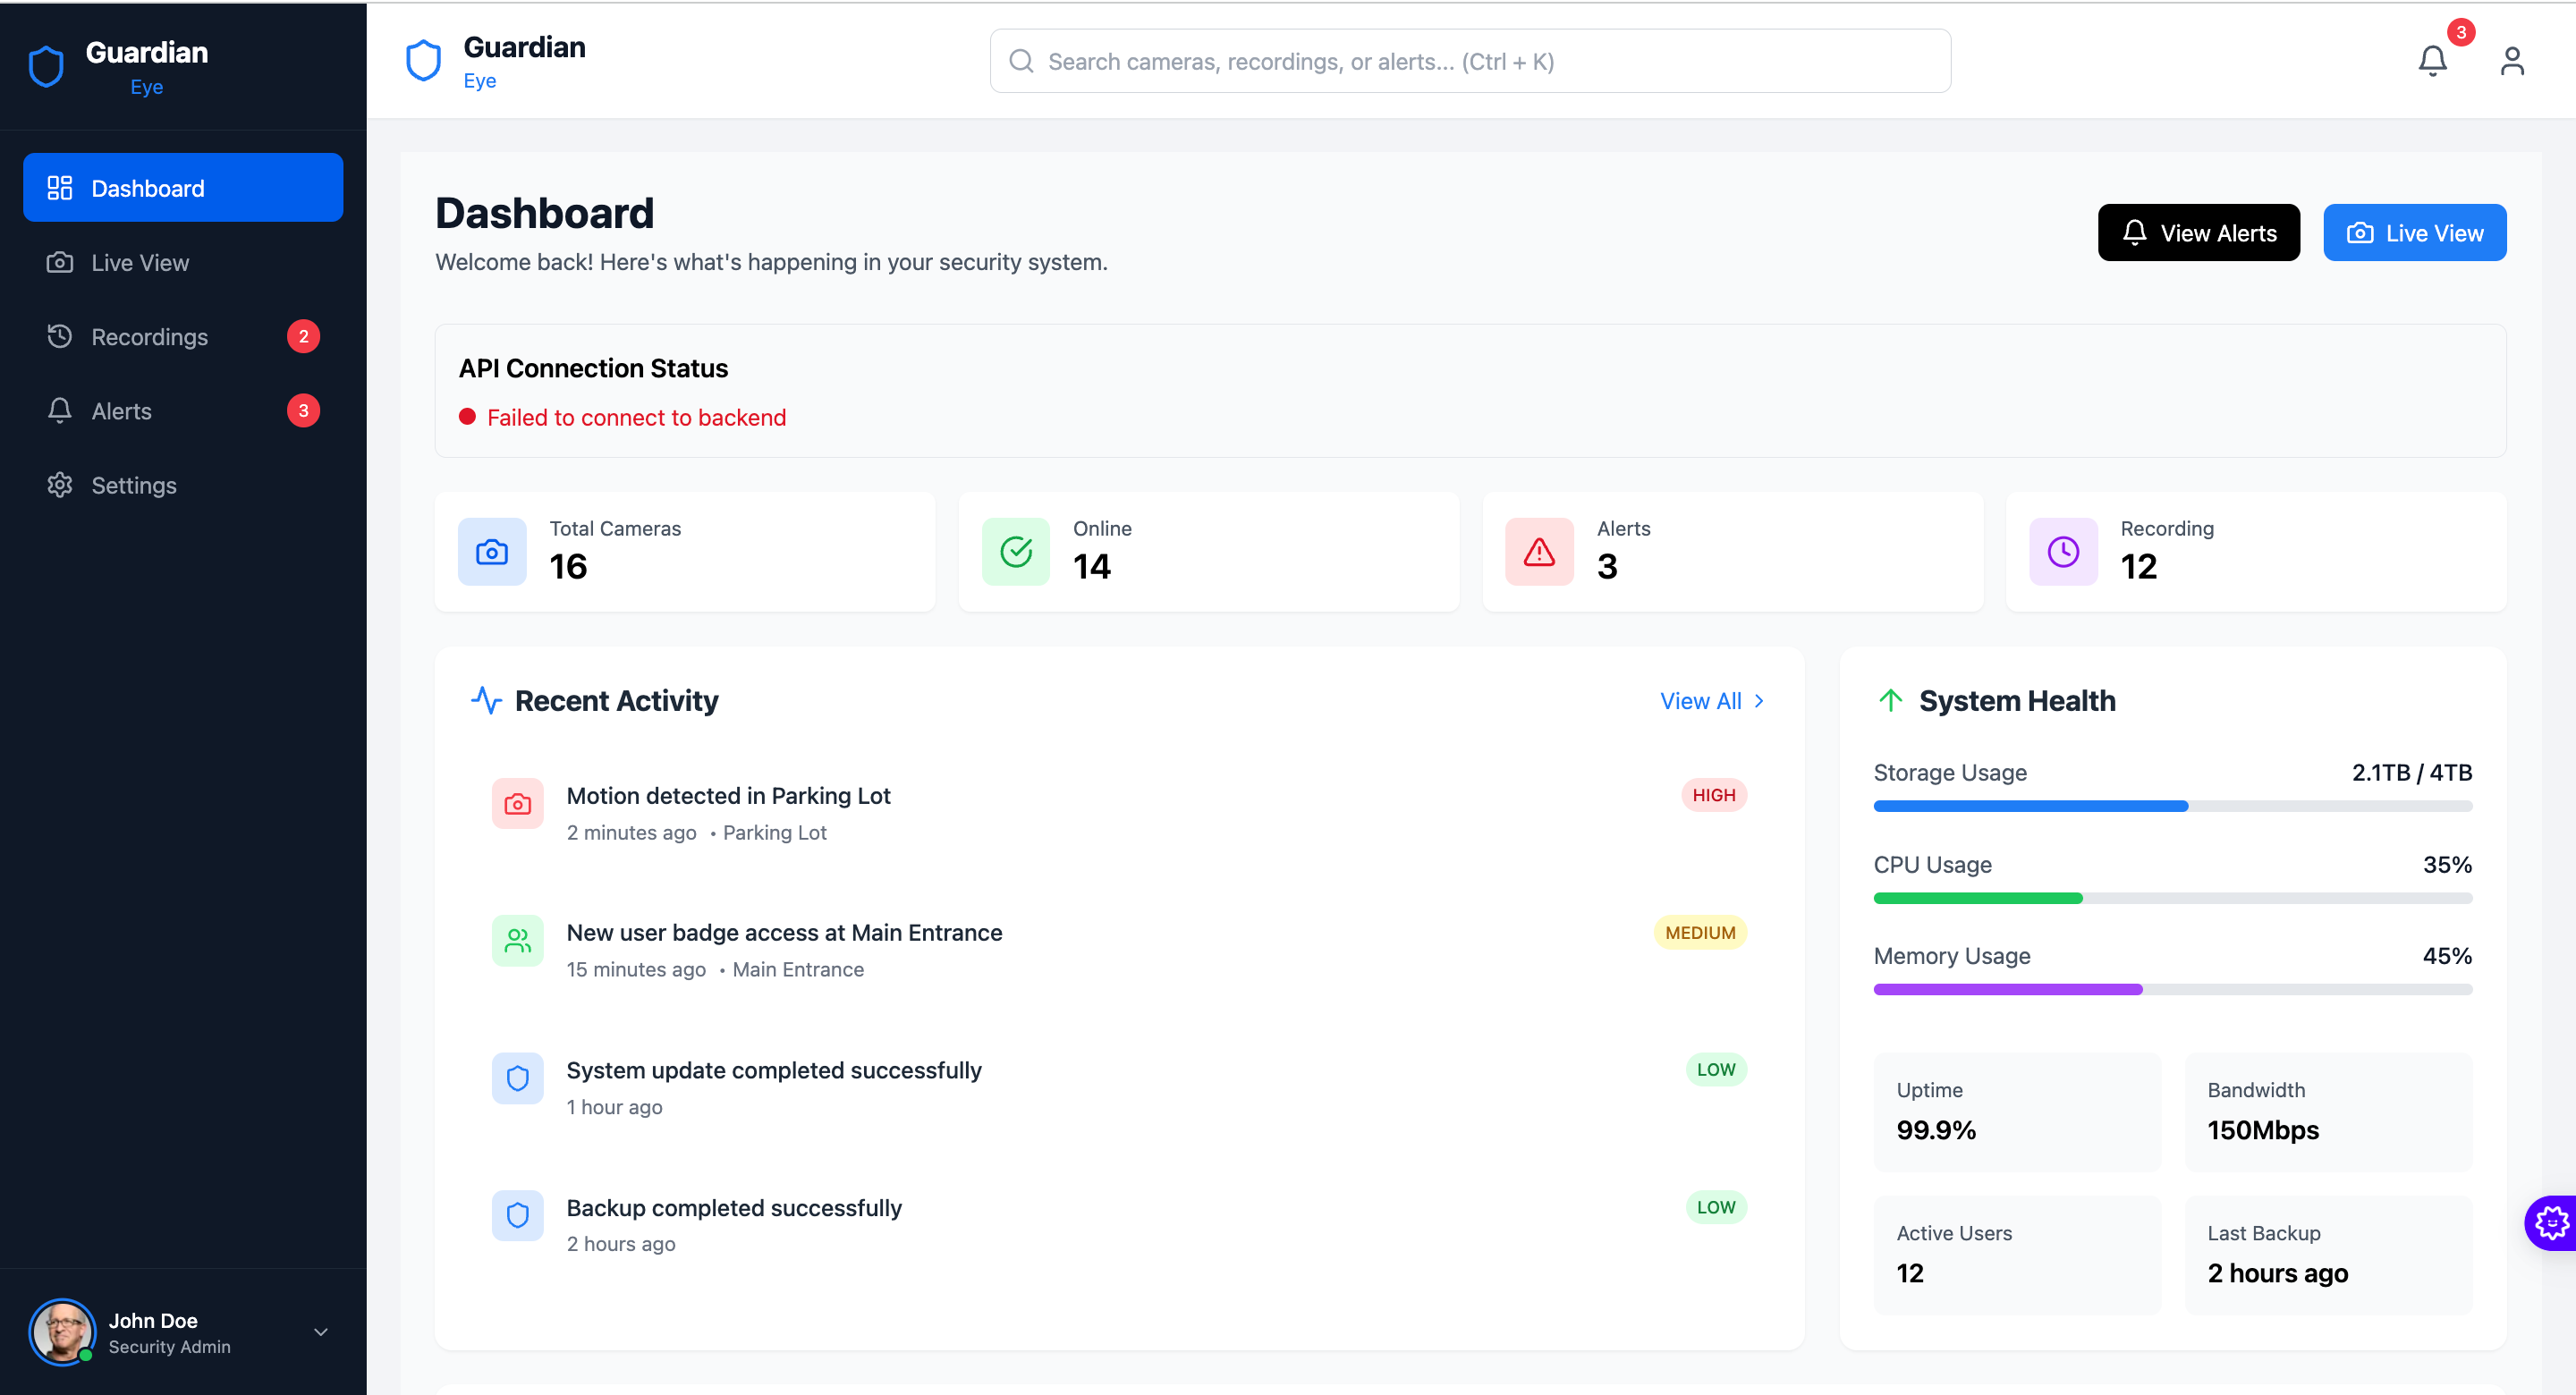 Guardian
Eye
Dashboard
Live View
Recordings
2
Alerts
3
Settings
John Doe
Security Admin
Guardian
Eye
Search cameras, recordings, or alerts... (Ctrl + K)
3
Dashboard
Welcome back! Here's what's happening in your security system.
View Alerts
Live View
API Connection Status
Failed to connect to backend
Total Cameras
16
Online
14
Alerts
3
Recording
12
Recent Activity
View All
Motion detected in Parking Lot
HIGH
2 minutes ago • Parking Lot
New user badge access at Main Entrance
MEDIUM
15 minutes ago • Main Entrance
System update completed successfully
LOW
1 hour ago
Backup completed successfully
LOW
2 hours ago
System Health
Storage Usage 2.1TB / 4TB
CPU Usage 35%
Memory Usage 45%
Uptime
99.9%
Bandwidth
150Mbps
Active Users
12
Last Backup
2 hours ago